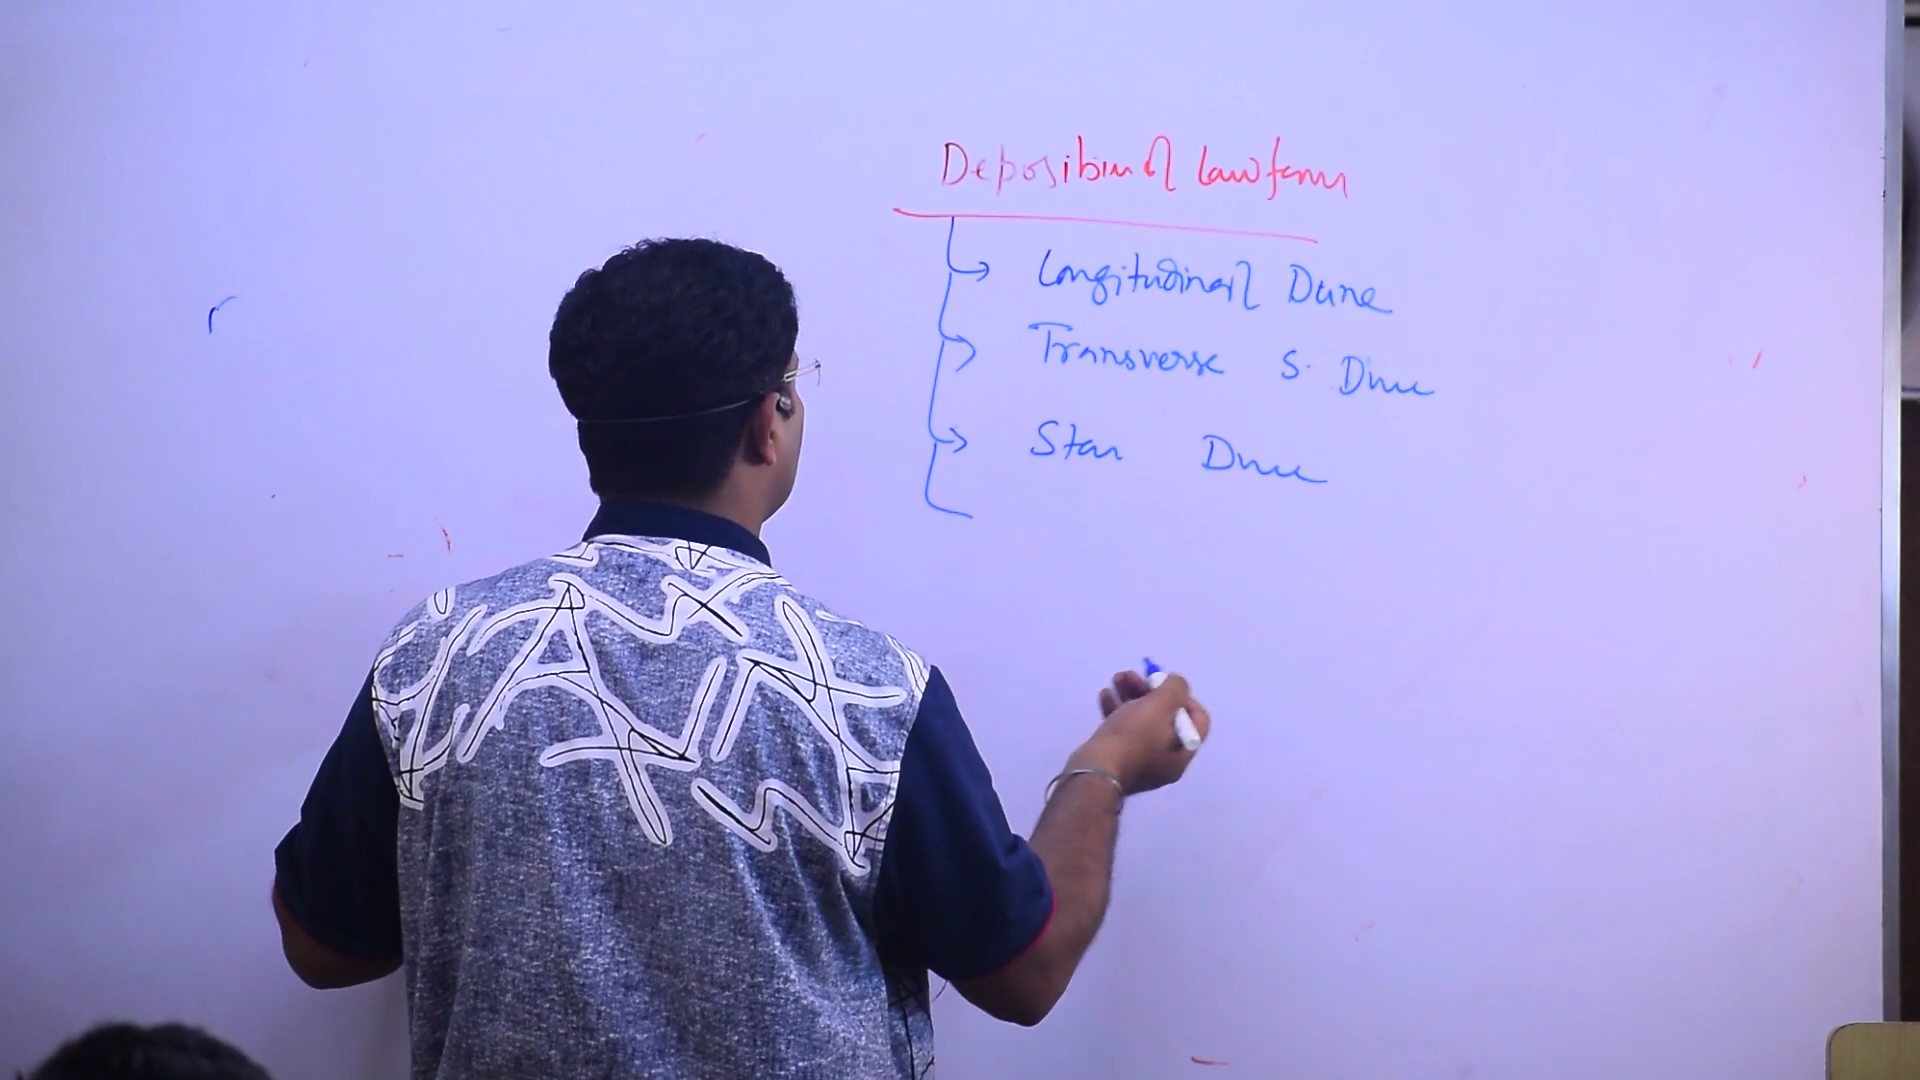 Depositional landform
Longitudinal Dune
Transverse S. Dune
Star Dune